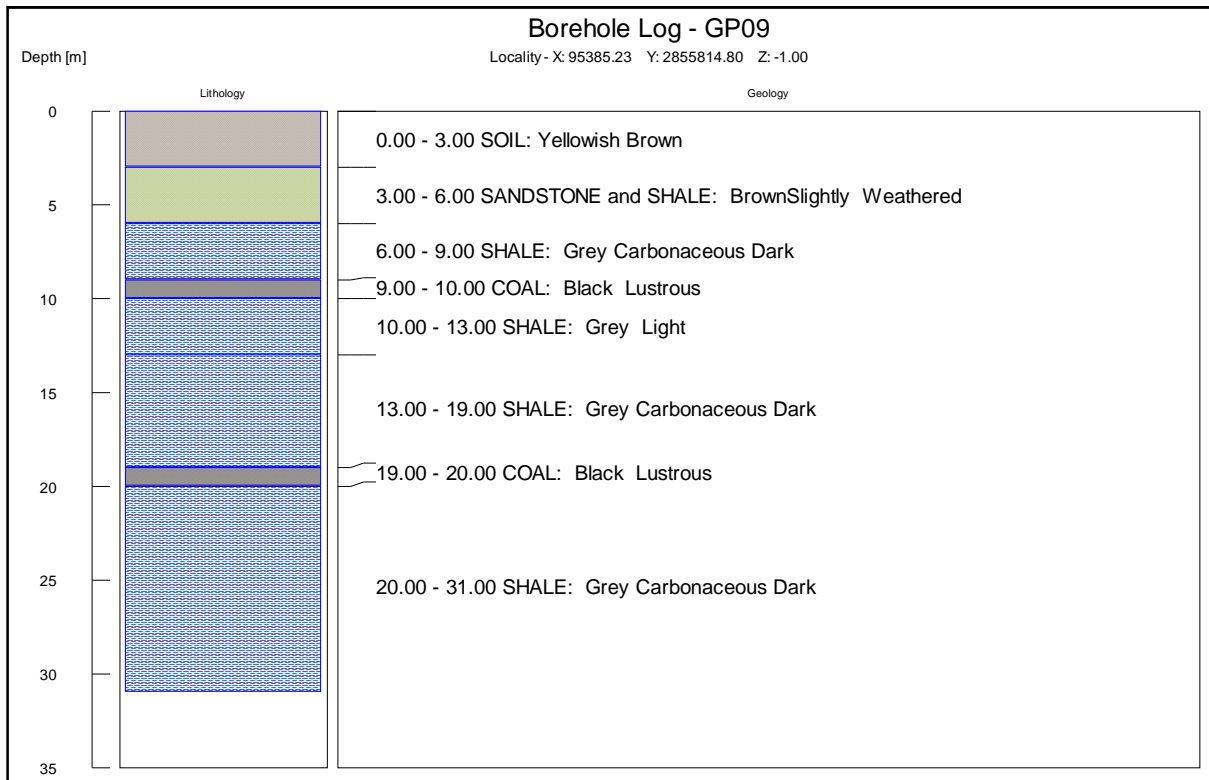 Borehole Log - GP09
Depth [m]
Locality - X: 95385.23 Y: 2855814.80 Z: -1.00
Lithology
Geology
0
0.00 - 3.00 SOIL: Yellowish Brown
3.00 - 6.00 SANDSTONE and SHALE: BrownSlightly Weathered
5
6.00 - 9.00 SHALE: Grey Carbonaceous Dark
9.00 - 10.00 COAL: Black Lustrous
10
10.00 - 13.00 SHALE: Grey Light
15
13.00 - 19.00 SHALE: Grey Carbonaceous Dark
19.00 - 20.00 COAL: Black Lustrous
20
25
20.00 - 31.00 SHALE: Grey Carbonaceous Dark
30
35